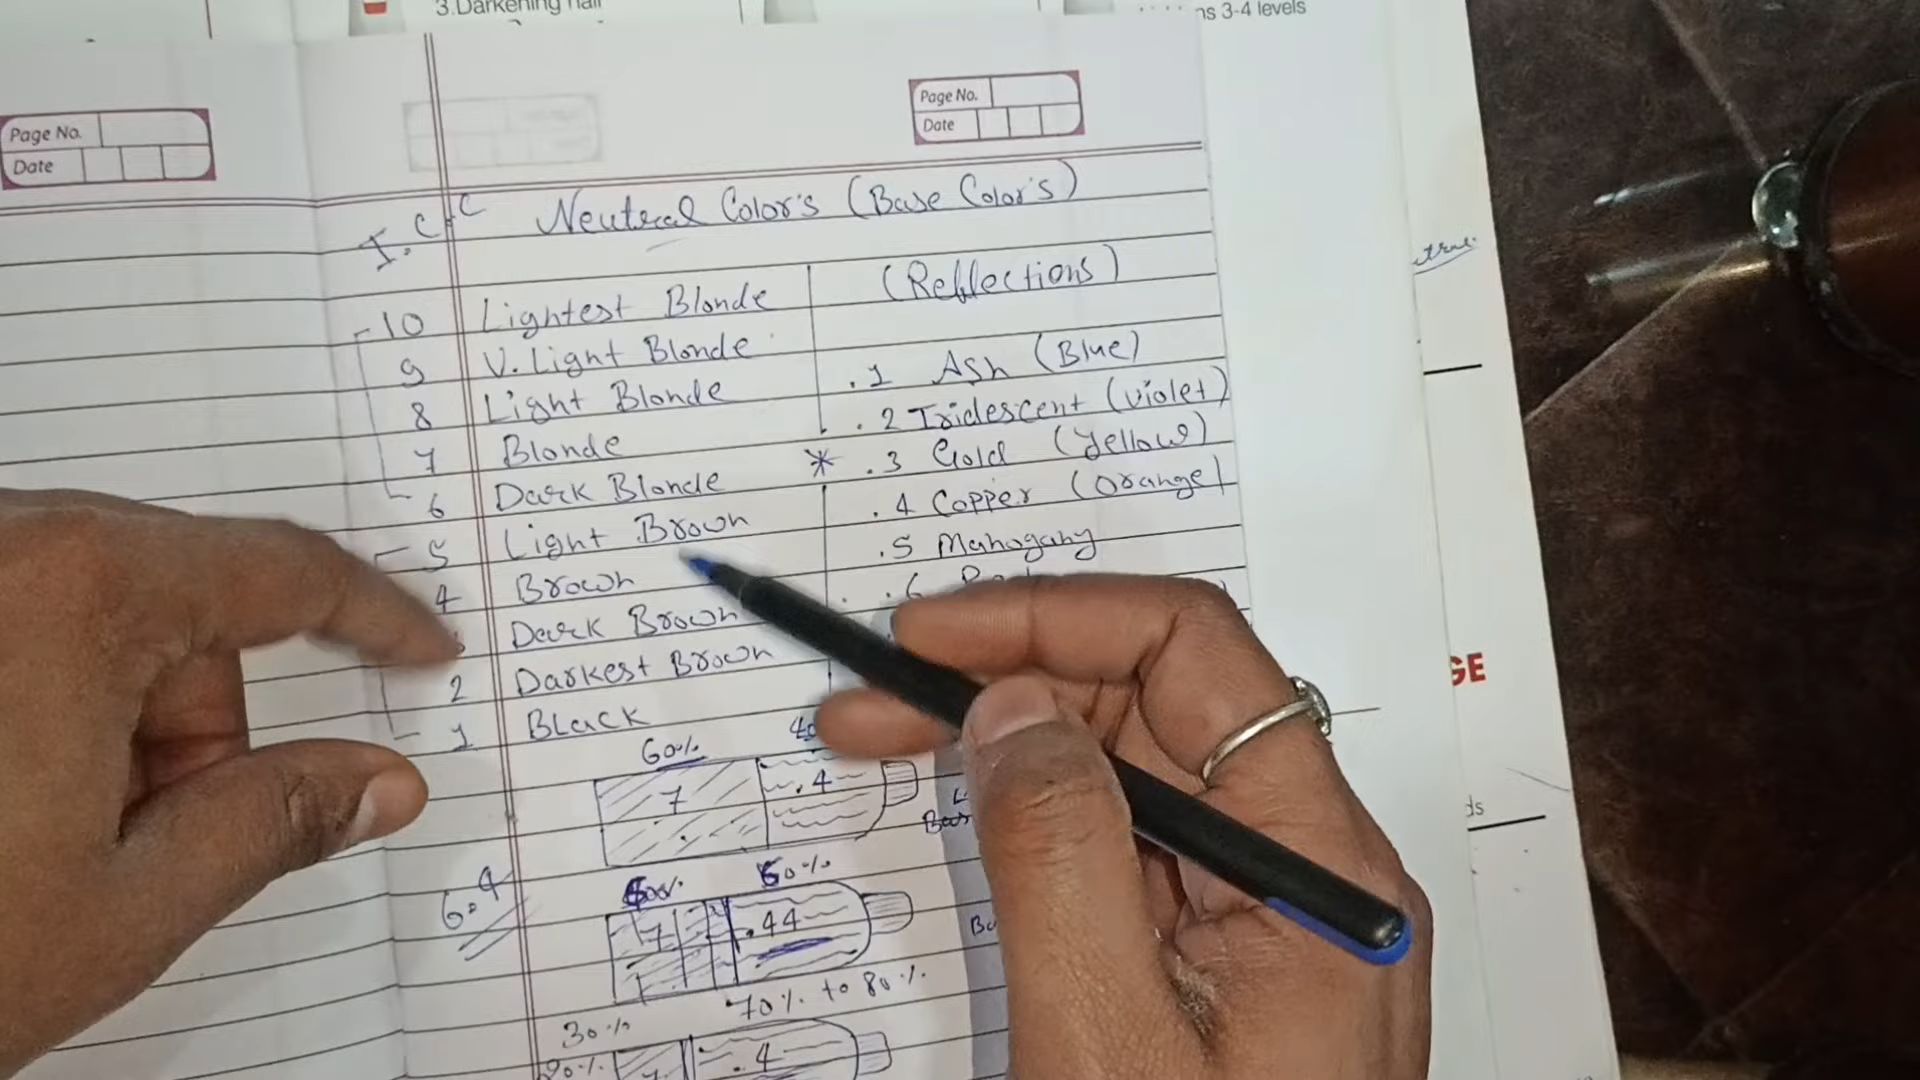 3.Darkening hair
ns 3-4 levels
Page No.
Date
Page No.
Date
I.C.C Neutral Color's (Base Color's)
(Reflections)
10 Lightest Blonde
9 V. Light Blonde
8 Light Blonde
7 Blonde
6 Dark Blonde
5 Light Brown
4 Brown
Dark Brown
2 Darkest Brown
1 Black
.1 Ash (Blue)
.2 Iridescent (violet)
* .3 Gold (yellow)
.4 Copper (orange)
.5 Mahogany
.6
60%
7 .4
6.4
60%
7 .44
30% 70% to 80%
.4
GE
ds